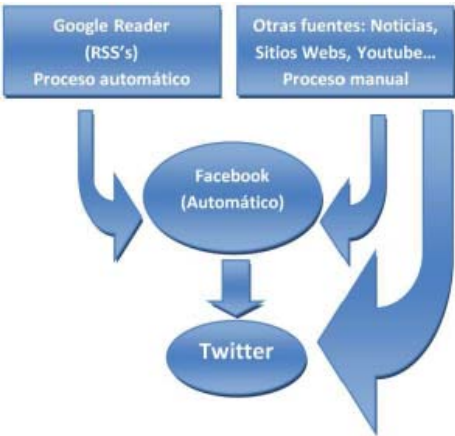 Google Reader
(RSS's)
Proceso automático
Otras fuentes: Noticias,
Sitios Webs, Youtube...
Proceso manual
Facebook
(Automático)
Twitter